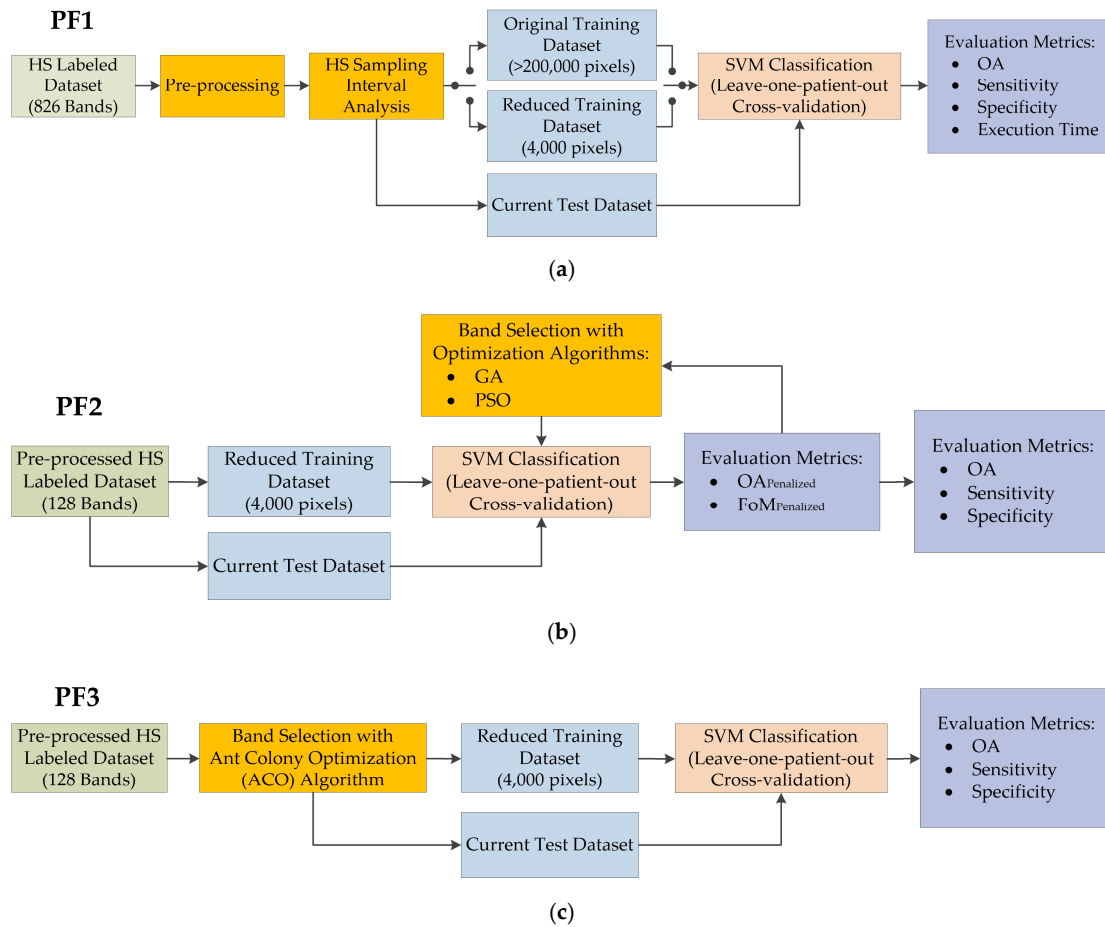 PF1
HS Labeled
Dataset
(826 Bands)
Pre-processing
HS Sampling
Interval
Analysis
Original Training
Dataset
(>200,000 pixels)
Reduced Training
Dataset
(4,000 pixels)
Current Test Dataset
SVM Classification
(Leave-one-patient-out
Cross-validation)
Evaluation Metrics:
• OA
• Sensitivity
• Specificity
• Execution Time
(a)
PF2
Band Selection with
Optimization Algorithms:
• GA
• PSO
Pre-processed HS
Labeled Dataset
(128 Bands)
Reduced Training
Dataset
(4,000 pixels)
Current Test Dataset
SVM Classification
(Leave-one-patient-out
Cross-validation)
Evaluation Metrics:
• OAPenalized
• FoMPenalized
Evaluation Metrics:
• OA
• Sensitivity
• Specificity
(b)
PF3
Pre-processed HS
Labeled Dataset
(128 Bands)
Band Selection with
Ant Colony Optimization
(ACO) Algorithm
Reduced Training
Dataset
(4,000 pixels)
Current Test Dataset
SVM Classification
(Leave-one-patient-out
Cross-validation)
Evaluation Metrics:
• OA
• Sensitivity
• Specificity
(c)